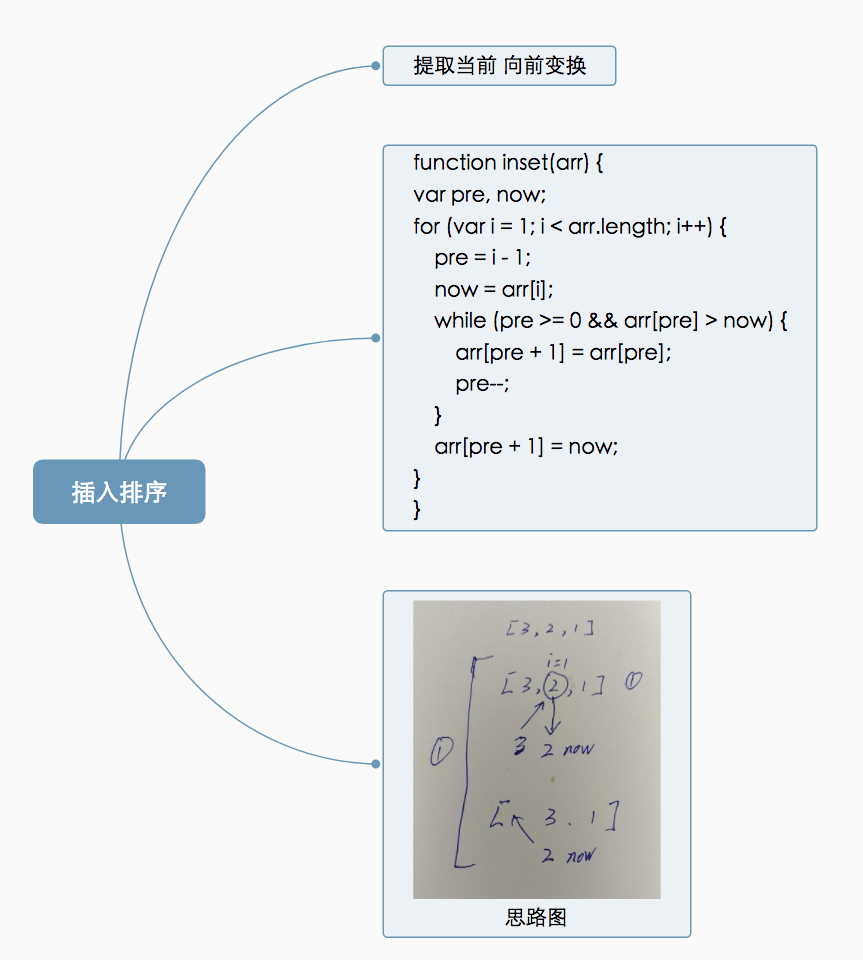 提取当前 向前变换
function inset(arr) {
var pre, now;
for (var i = 1; i < arr.length; i++) {
    pre = i - 1;
    now = arr[i];
    while (pre >= 0 && arr[pre] > now) {
        arr[pre + 1] = arr[pre];
        pre--;
    }
    arr[pre + 1] = now;
}
}
插入排序
[3, 2, 1]
i=1
[3, 2, 1] ①
①
3 2 now
[ 3 . 1]
2 now
思路图